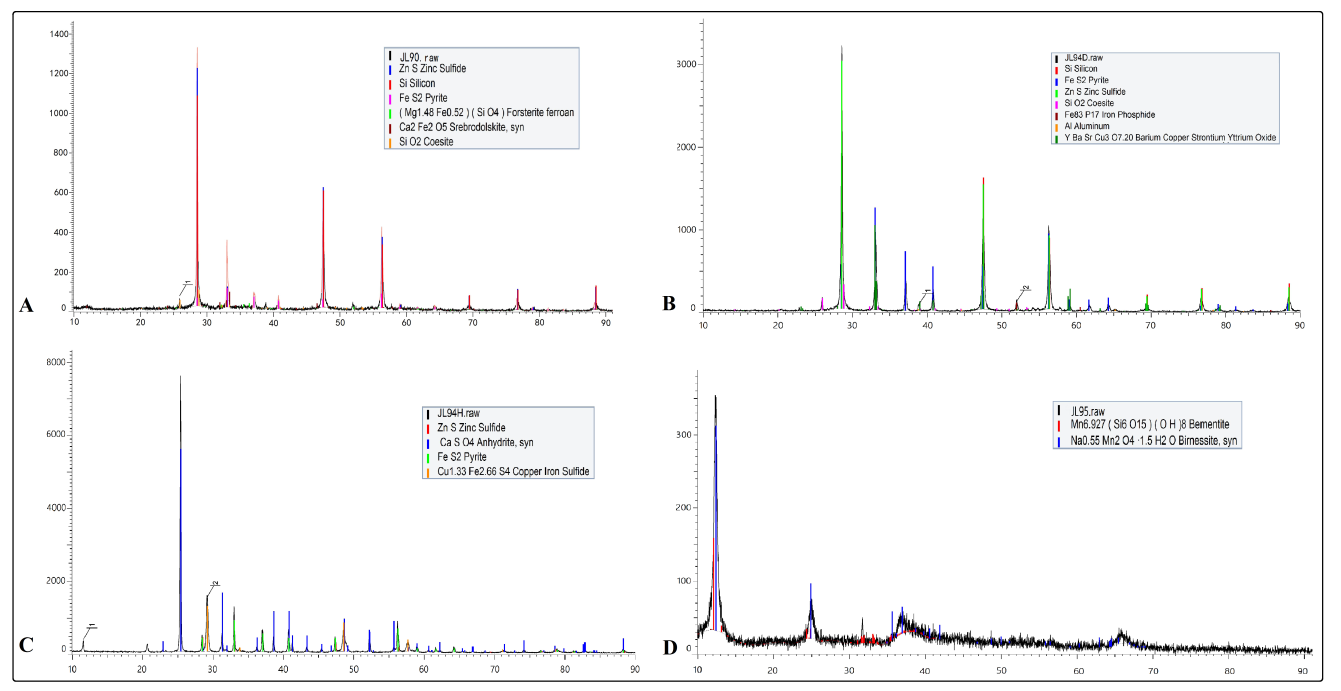 1400
1200
1000
800
600
400
200
0
10 20 30 40 50 60 70 80 90
JL90. raw
Zn S Zinc Sulfide
Si Silicon
Fe S2 Pyrite
( Mg1.48 Fe0.52 ) ( Si O4 ) Forsterite ferroan
Ca2 Fe2 O5 Srebrodolskite, syn
Si O2 Coesite
1
A
3000
2000
1000
0
10 20 30 40 50 60 70 80 90
JL94D.raw
Si Silicon
Fe S2 Pyrite
Zn S Zinc Sulfide
Si O2 Coesite
Fe83 P17 Iron Phosphide
Al Aluminum
Y Ba Sr Cu3 O7.20 Barium Copper Strontium Yttrium Oxide
1
2
B
8000
6000
4000
2000
0
10 20 30 40 50 60 70 80 90
JL94H.raw
Zn S Zinc Sulfide
Ca S O4 Anhydrite, syn
Fe S2 Pyrite
Cu1.33 Fe2.66 S4 Copper Iron Sulfide
1
2
C
300
200
100
0
10 20 30 40 50 60 70 80 90
JL95.raw
Mn6.927 ( Si6 O15 ) ( O H )8 Bementite
Na0.55 Mn2 O4 ·1.5 H2 O Birnessite, syn
D